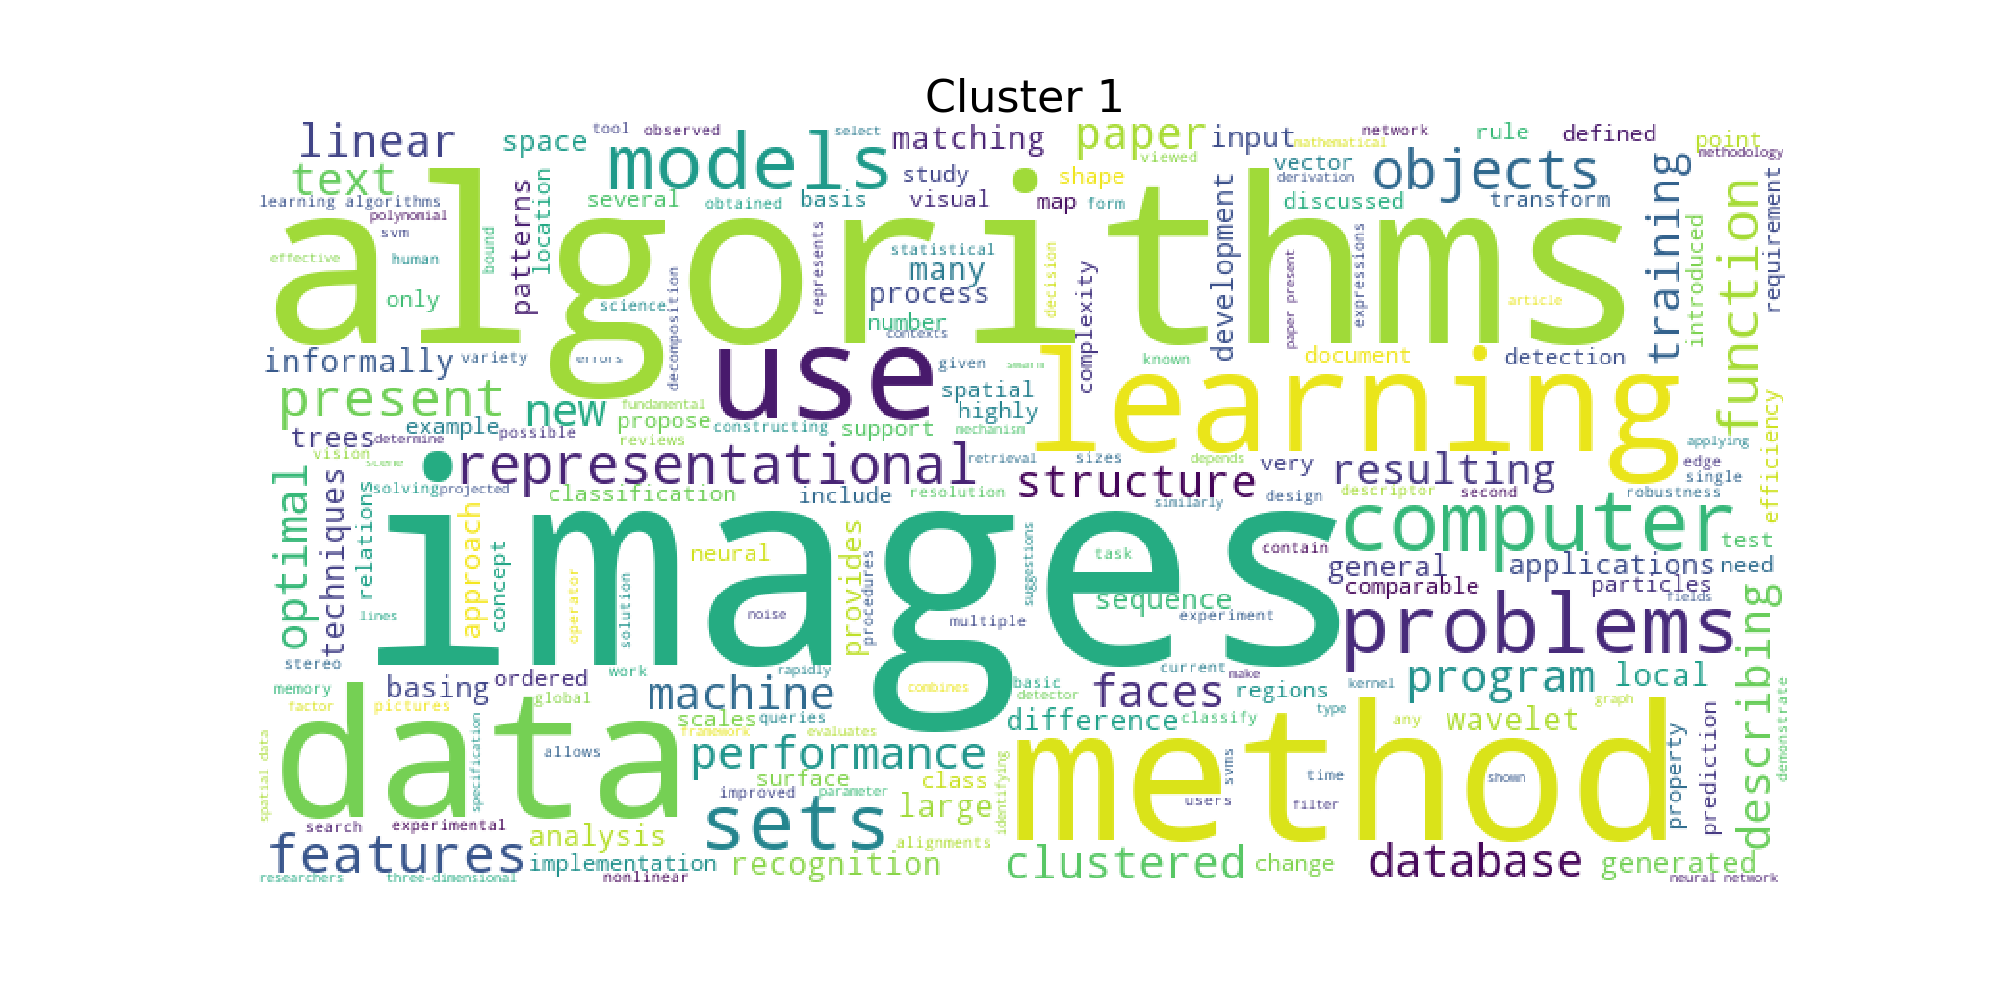 Cluster 1
linear
space
tool
observed
select
matching
paper
input
network
rule
defined
point
mathematical
methodology
text
models
study
viewed
shape
vector
derivation
objects
training
learning algorithms
polynomial
svm
several
obtained
basis
visual
map
form
discussed
transform
function
requirement
algorithms
effective
human
bound
patterns
location
only
science
decomposition
represents
statistical
many
process
number
contexts
decision
complexity
development
paper present
expressions
article
introduced
informally
variety
errors
use
given
search
known
document
detection
learning
present
new
fundamental
propose
reviews
constructing
support
spatial
highly
mechanism
efficiency
trees
determine
example
possible
vision
scene
representational
retrieval
structure
sizes
depends
very
resulting
applying
edge
single
robustness
optimal
techniques
relations
solving
projected
classification
include
resolution
similarly
design
descriptor
second
images
computer
test
approach
concept
operator
solution
neural
noise
provides
procedures
multiple
suggestions
task
sequence
experiment
contain
general
comparable
applications
need
particles
fields
problems
lines
stereo
memory
factor
basing
pictures
ordered
global
work
machine
rapidly
combines
current
make
basic
detector
faces
regions
kernel
program
local
describing
type
any
graph
wavelet
difference
classify
scales
queries
framework
evaluates
data
spatial data
specification
allows
performance
surface
class
identifying
method
svms
time
shown
users
filter
property
prediction
demonstrate
improved
parameter
sets
large
search
experimental
analysis
alignments
features
implementation
recognition
clustered
change
database
generated
researchers
three-dimensional
nonlinear
neural network